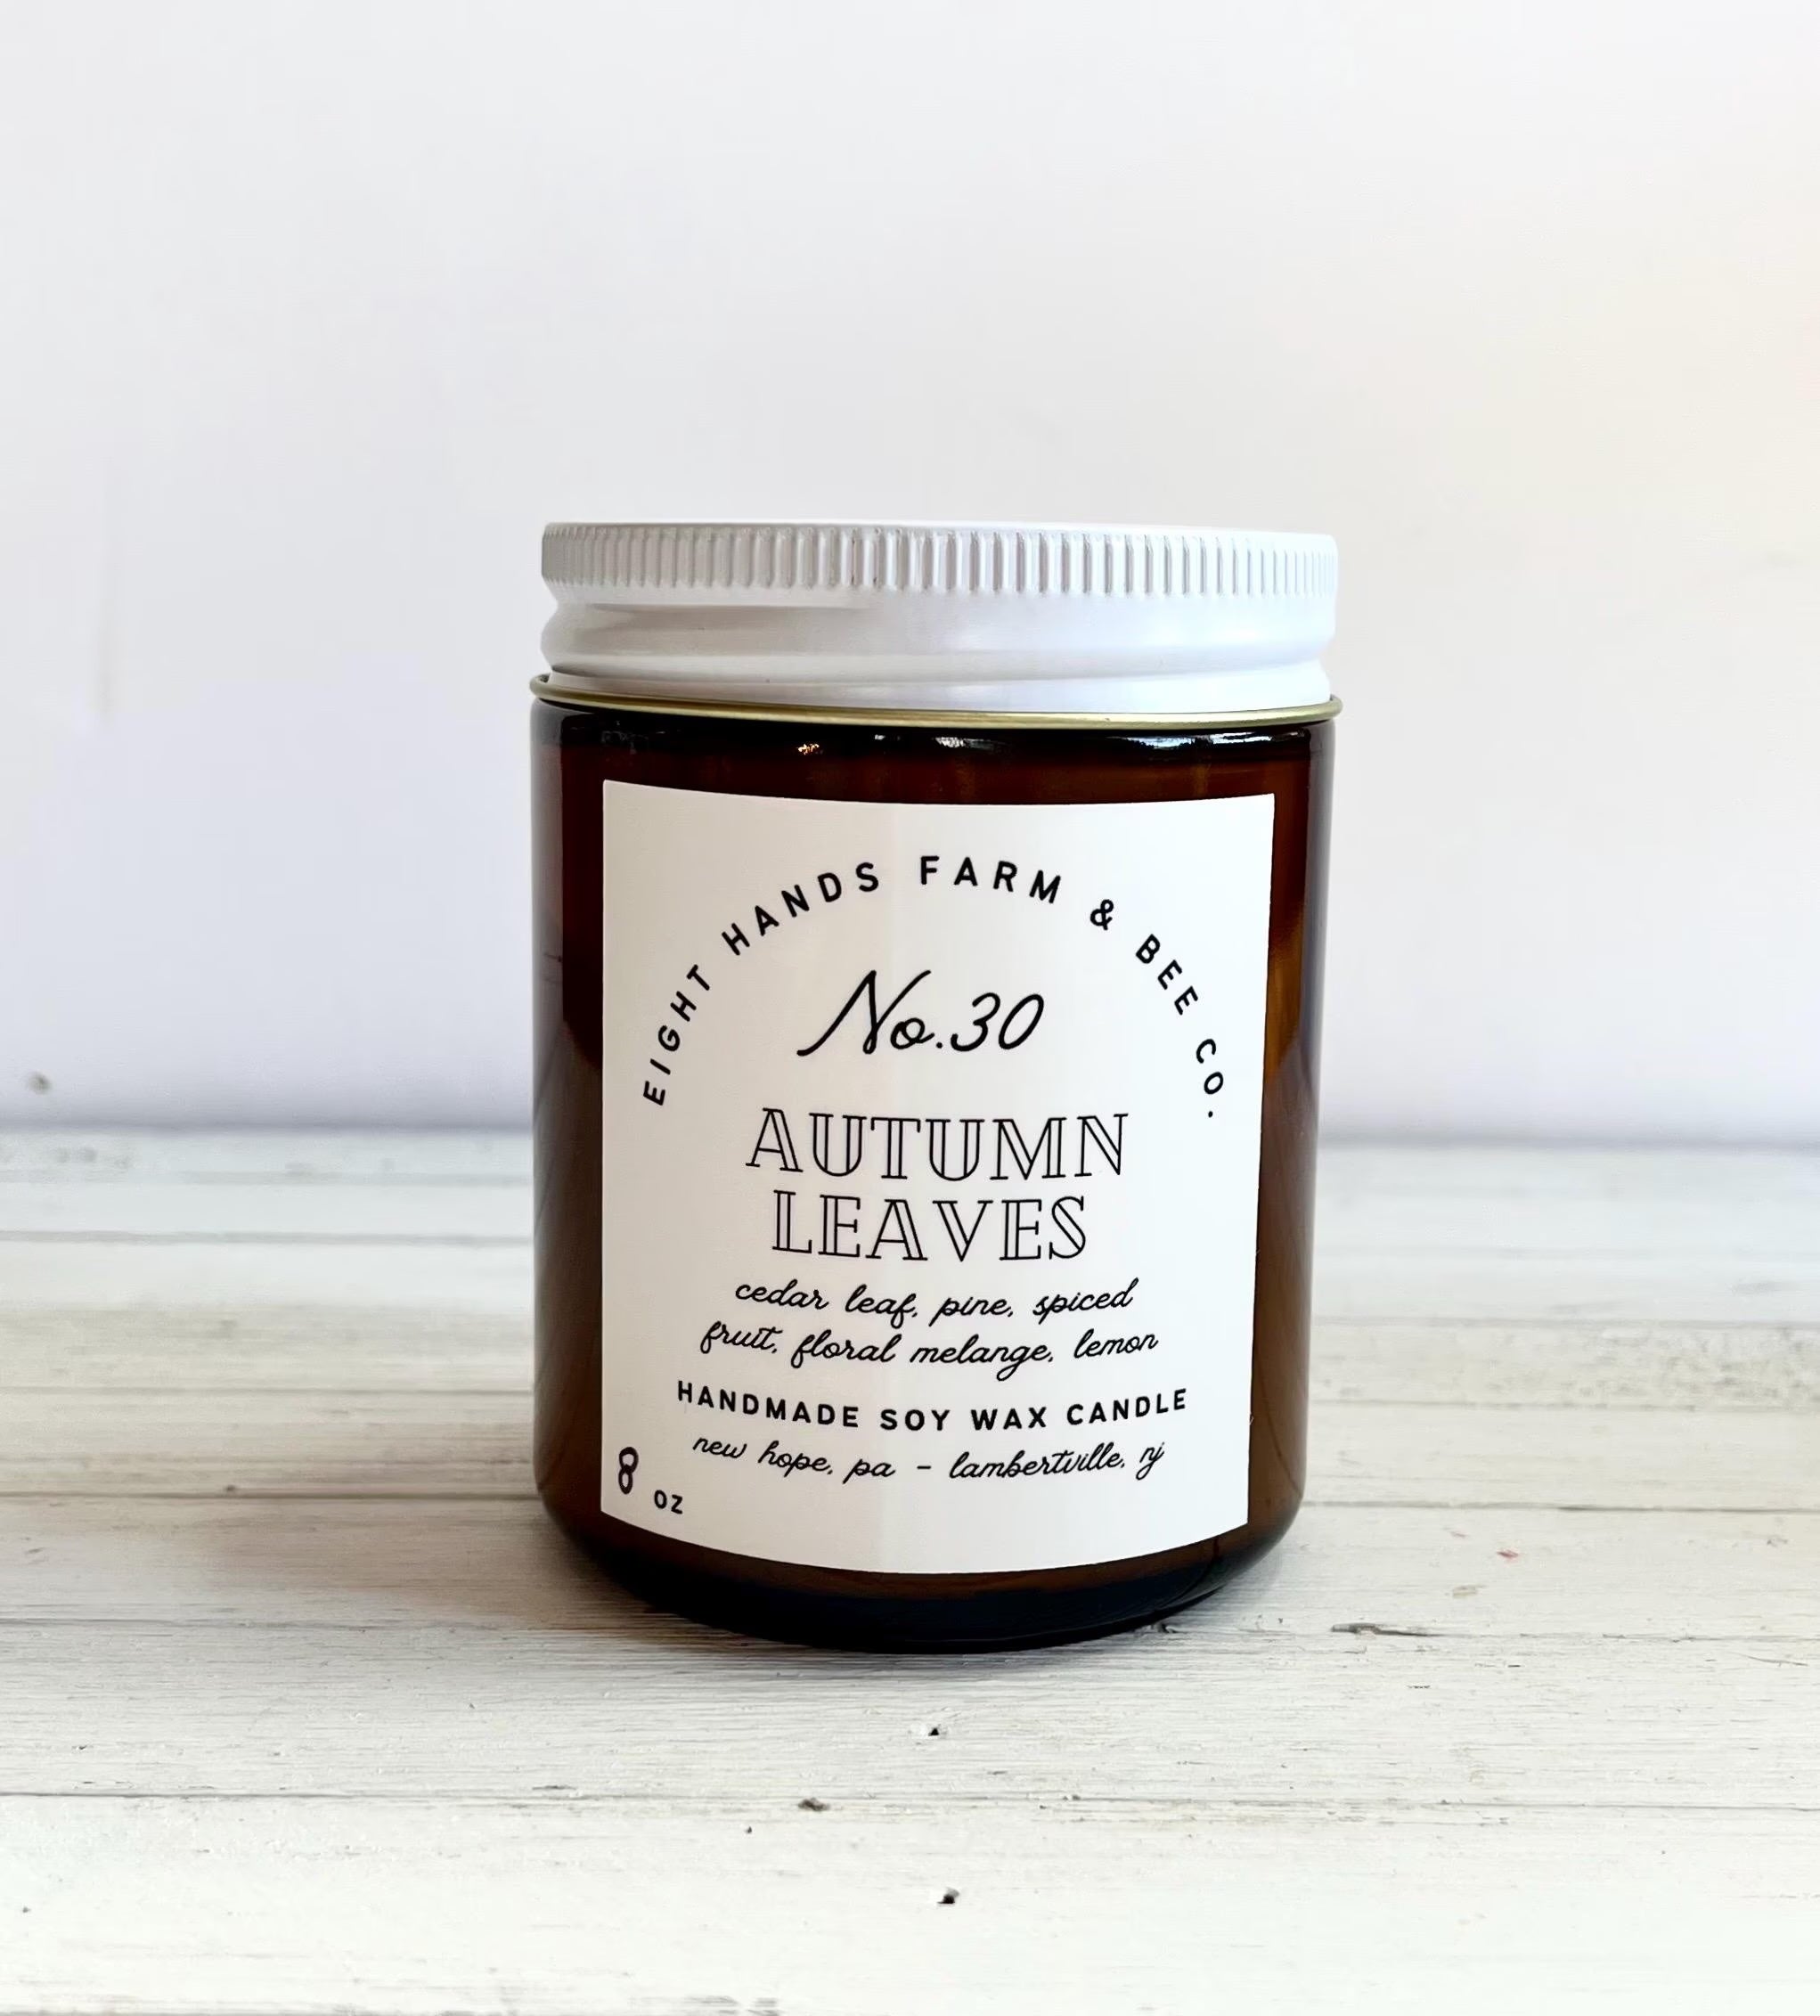 EIGHT HANDS FARM & BEE CO.
No.30
AUTUMN
LEAVES
cedar leaf, pine, spiced
fruit, floral melange, lemon
HANDMADE SOY WAX CANDLE
new hope, pa - lambertville, nj
8 oz